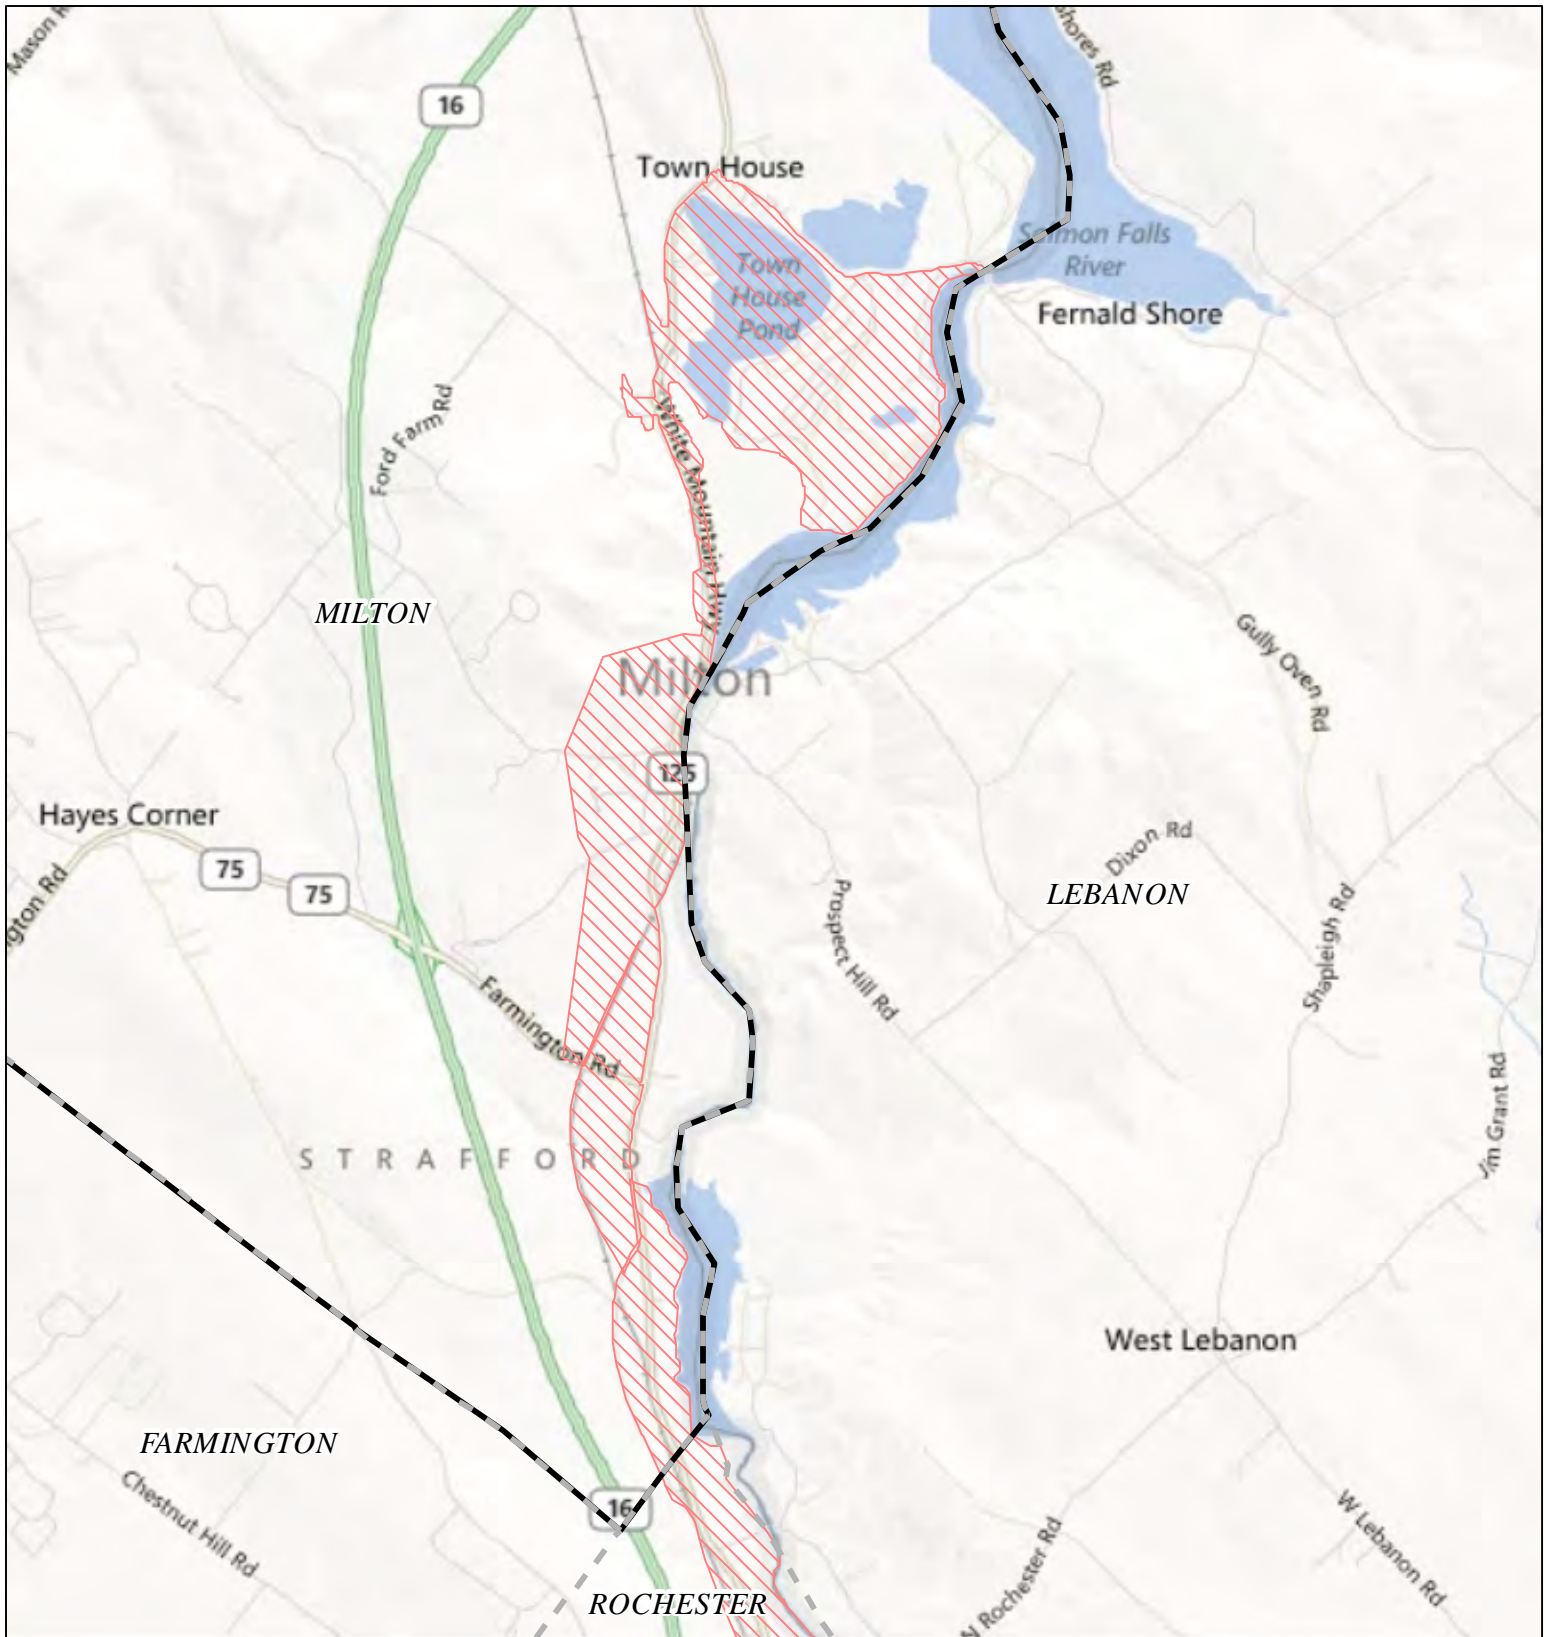 Mason R
Shores Rd
16
Town House
Salmon Falls
River
Town
House
Pond
Fernald Shore
Ford Farm Rd
White Mountain Hwy
MILTON
Gully Oven Rd
Milton
125
Hayes Corner
Dixon Rd
75
75
LEBANON
gton Rd
Prospect Hill Rd
Shapleigh Rd
Farmington Rd
Jim Grant Rd
STRAFFORD
West Lebanon
FARMINGTON
Chestnut Hill Rd
16
W Lebanon Rd
N Rochester Rd
ROCHESTER